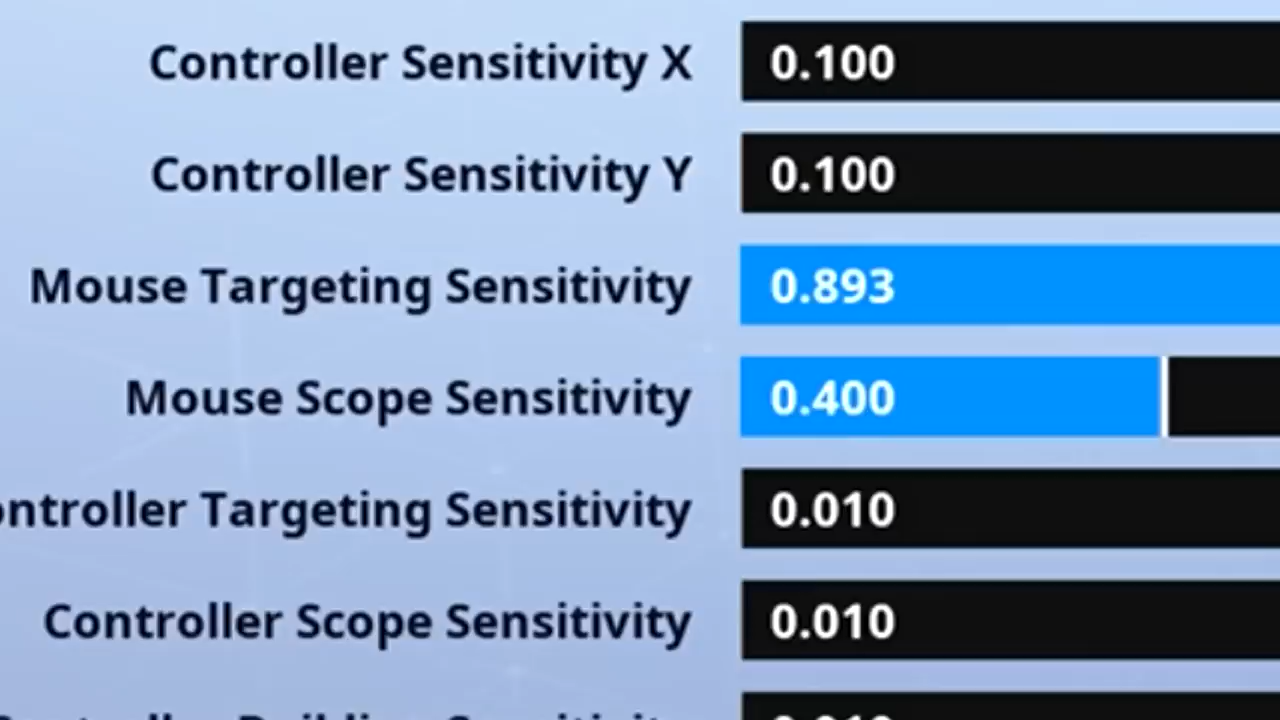 Controller Sensitivity X 0.100
Controller Sensitivity Y 0.100
Mouse Targeting Sensitivity 0.893
Mouse Scope Sensitivity 0.400
ontroller Targeting Sensitivity 0.010
Controller Scope Sensitivity 0.010